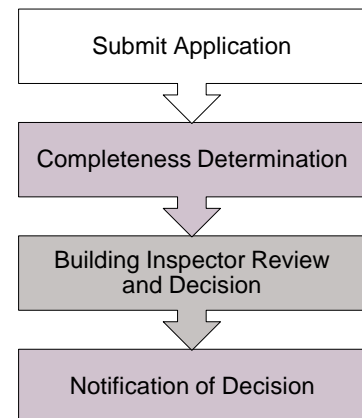 Submit Application
Completeness Determination
Building Inspector Review
and Decision
Notification of Decision